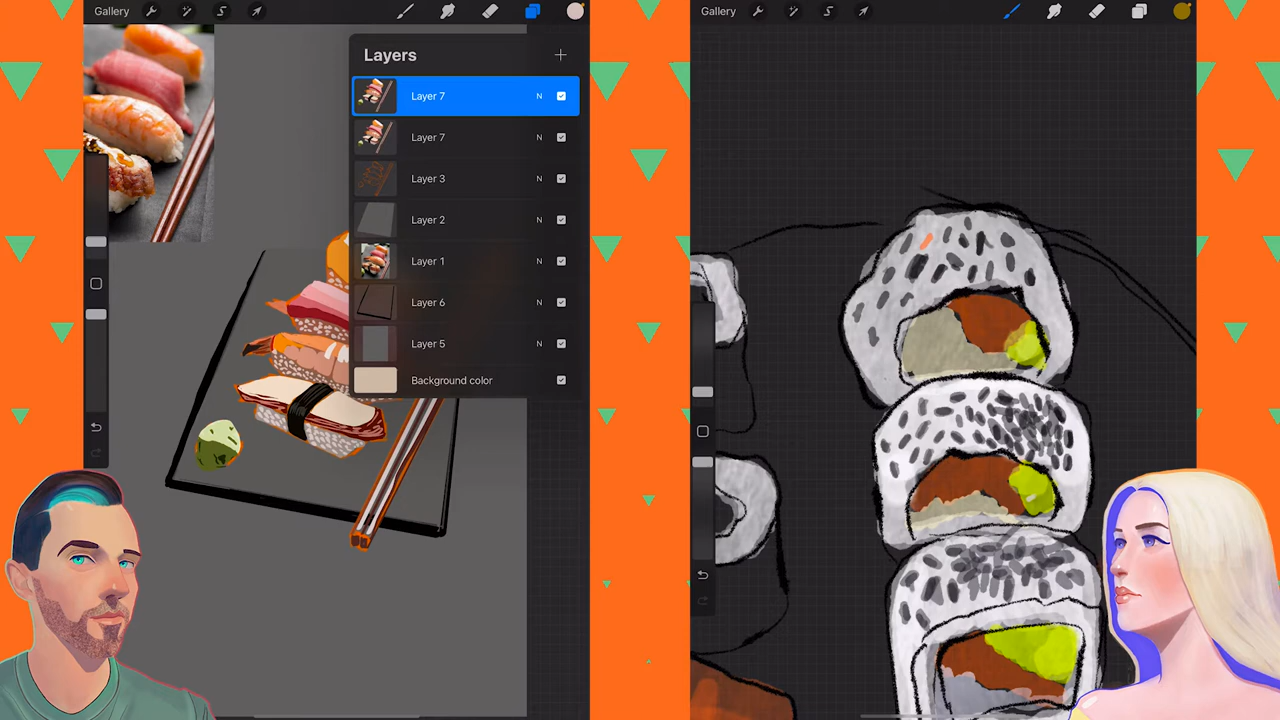 Gallery
Layers
Layer 7 N
Layer 7 N
Layer 3 N
Layer 2 N
Layer 1 N
Layer 6 N
Layer 5 N
Background color
Gallery